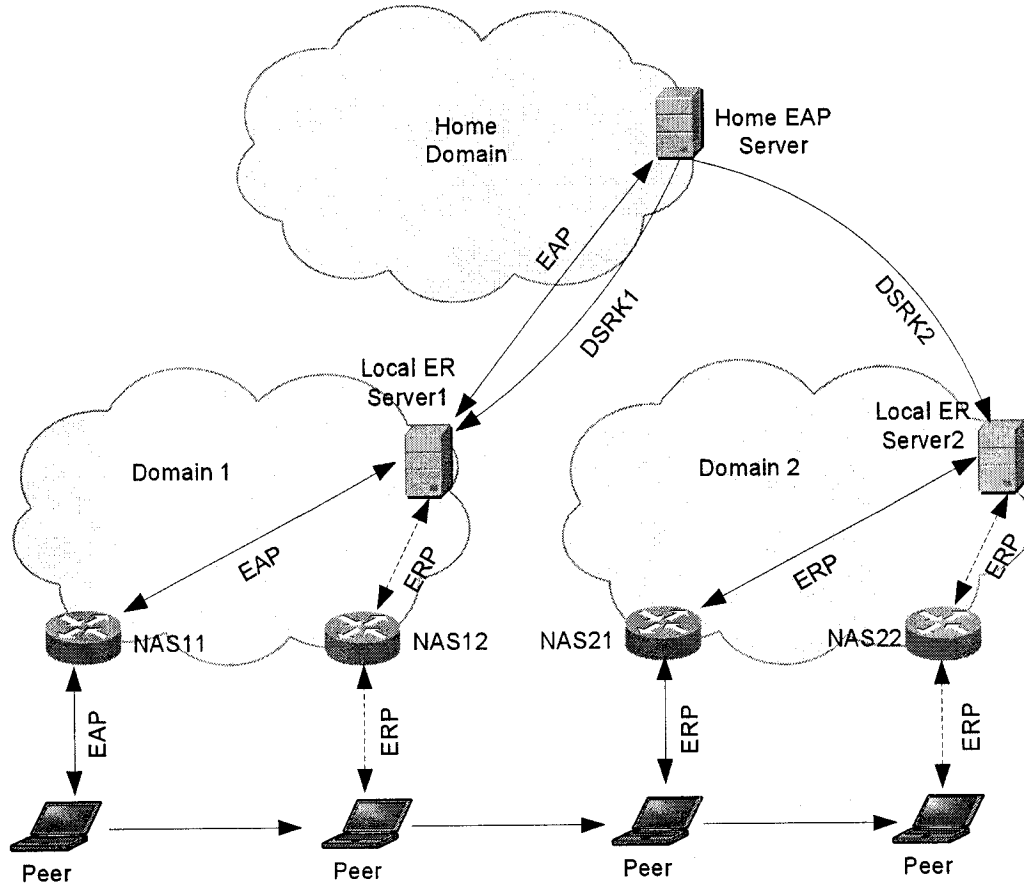 Home
Domain
Home EAP
Server
EAP
DSRK1
DSRK2
Local ER
Server1
Local ER
Server2
Domain 1
Domain 2
EAP
ERP
ERP
ERP
NAS11
NAS12
NAS21
NAS22
EAP
ERP
ERP
ERP
Peer
Peer
Peer
Peer